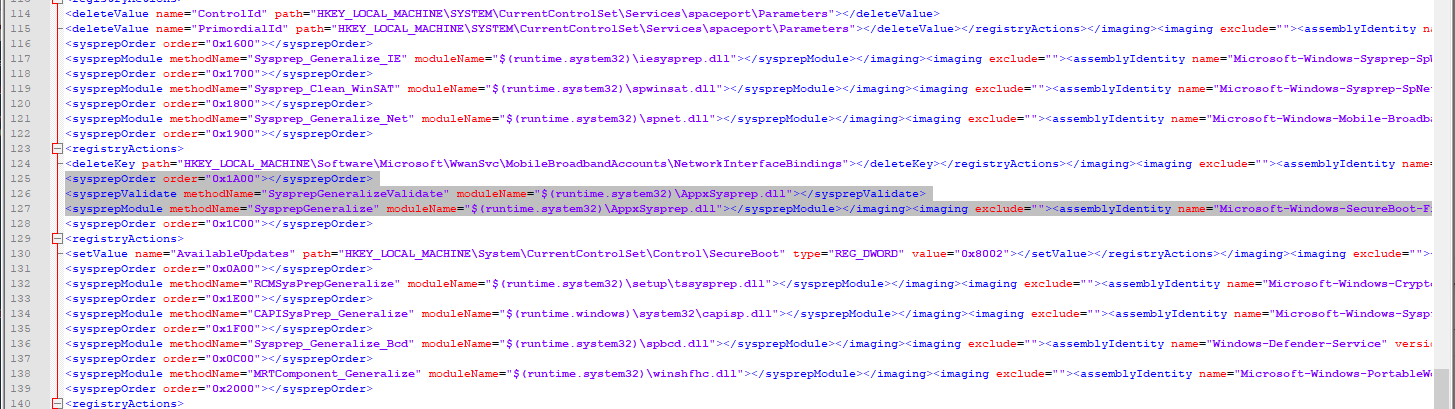 114 <deleteValue name="ControlId" path="HKEY_LOCAL_MACHINE\SYSTEM\CurrentControlSet\Services\spaceport\Parameters"></deleteValue>
115 <deleteValue name="PrimordialId" path="HKEY_LOCAL_MACHINE\SYSTEM\CurrentControlSet\Services\spaceport\Parameters"></deleteValue></registryActions></imaging><imaging exclude=""><assemblyIdentity
116 <sysprepOrder order="0x1600"></sysprepOrder>
117 <sysprepModule methodName="Sysprep_Generalize_IE" moduleName="$(runtime.system32)\iesysprep.dll"></sysprepModule></imaging><imaging exclude=""><assemblyIdentity name="Microsoft-Windows-Sysprep-Sp
118 <sysprepOrder order="0x1700"></sysprepOrder>
119 <sysprepModule methodName="Sysprep_Clean_WinSAT" moduleName="$(runtime.system32)\spwinsat.dll"></sysprepModule></imaging><imaging exclude=""><assemblyIdentity name="Microsoft-Windows-Sysprep-SpNe
120 <sysprepOrder order="0x1800"></sysprepOrder>
121 <sysprepModule methodName="Sysprep_Generalize_Net" moduleName="$(runtime.system32)\spnet.dll"></sysprepModule></imaging><imaging exclude=""><assemblyIdentity name="Microsoft-Windows-Mobile-Broadb
122 <sysprepOrder order="0x1900"></sysprepOrder>
123 <registryActions>
124 <deleteKey path="HKEY_LOCAL_MACHINE\Software\Microsoft\WwanSvc\MobileBroadbandAccounts\NetworkInterfaceBindings"></deleteKey></registryActions></imaging><imaging exclude=""><assemblyIdentity name=
125 <sysprepOrder order="0x1A00"></sysprepOrder>
126 <sysprepValidate methodName="SysprepGeneralizeValidate" moduleName="$(runtime.system32)\AppxSysprep.dll"></sysprepValidate>
127 <sysprepModule methodName="SysprepGeneralize" moduleName="$(runtime.system32)\AppxSysprep.dll"></sysprepModule></imaging><imaging exclude=""><assemblyIdentity name="Microsoft-Windows-SecureBoot-F
128 <sysprepOrder order="0x1C00"></sysprepOrder>
129 <registryActions>
130 <setValue name="AvailableUpdates" path="HKEY_LOCAL_MACHINE\System\CurrentControlSet\Control\SecureBoot" type="REG_DWORD" value="0x8002"></setValue></registryActions></imaging><imaging exclude="">
131 <sysprepOrder order="0x0A00"></sysprepOrder>
132 <sysprepModule methodName="RCMSysPrepGeneralize" moduleName="$(runtime.system32)\setup\tssysprep.dll"></sysprepModule></imaging><imaging exclude=""><assemblyIdentity name="Microsoft-Windows-Crypt
133 <sysprepOrder order="0x1E00"></sysprepOrder>
134 <sysprepModule methodName="CAPISysPrep_Generalize" moduleName="$(runtime.windows)\system32\capisp.dll"></sysprepModule></imaging><imaging exclude=""><assemblyIdentity name="Microsoft-Windows-Sysp
135 <sysprepOrder order="0x1F00"></sysprepOrder>
136 <sysprepModule methodName="Sysprep_Generalize_Bcd" moduleName="$(runtime.system32)\spbcd.dll"></sysprepModule></imaging><imaging exclude=""><assemblyIdentity name="Windows-Defender-Service" versi
137 <sysprepOrder order="0x0C00"></sysprepOrder>
138 <sysprepModule methodName="MRTComponent_Generalize" moduleName="$(runtime.system32)\winshfhc.dll"></sysprepModule></imaging><imaging exclude=""><assemblyIdentity name="Microsoft-Windows-PortableW
139 <sysprepOrder order="0x2000"></sysprepOrder>
140 <registryActions>